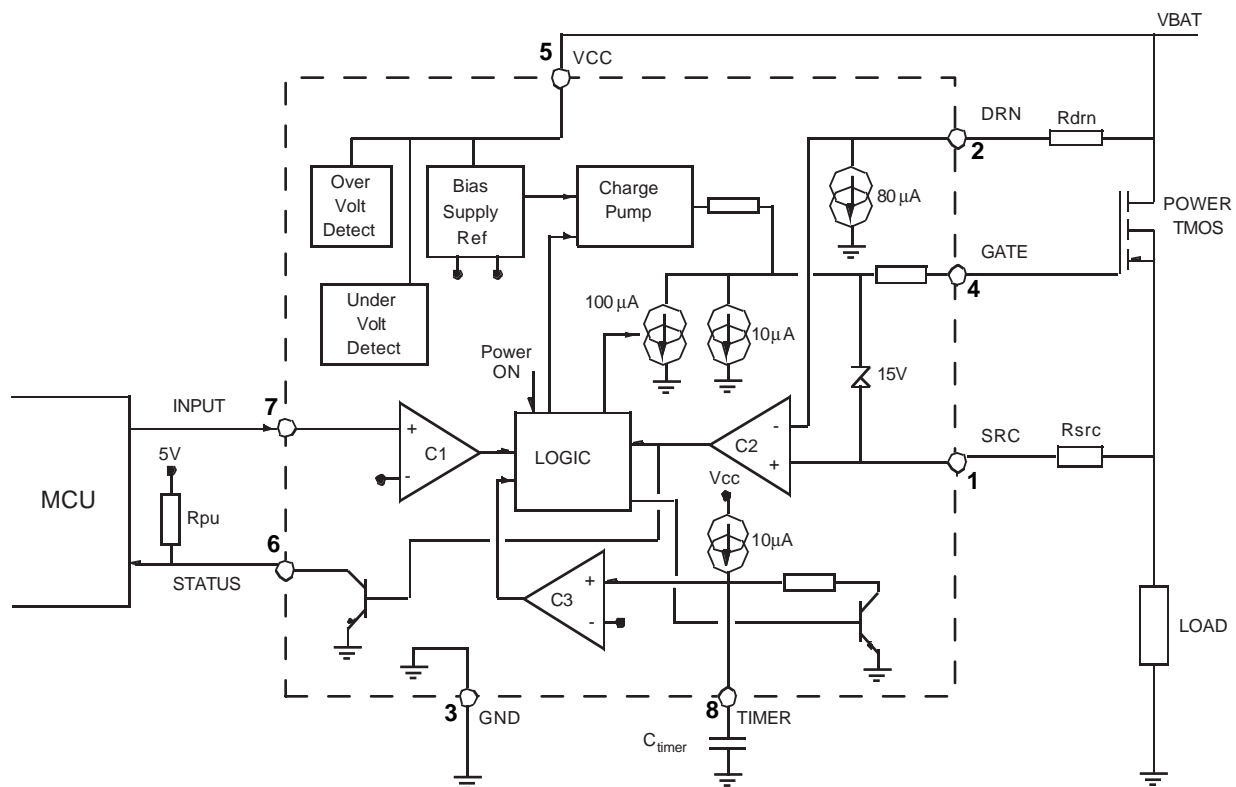 VBAT
5
VCC
DRN
Rdrn
2
Over
Volt
Detect
Bias
Supply
Ref
Charge
Pump
80 µA
POWER
TMOS
GATE
4
Under
Volt
Detect
100 µA
10µA
Power
ON
15V
INPUT
7
+
C1
-
LOGIC
-
C2
+
SRC
Rsrc
1
5V
MCU
Rpu
Vcc
10µA
6
STATUS
+
C3
-
LOAD
3
GND
8
TIMER
Ctimer